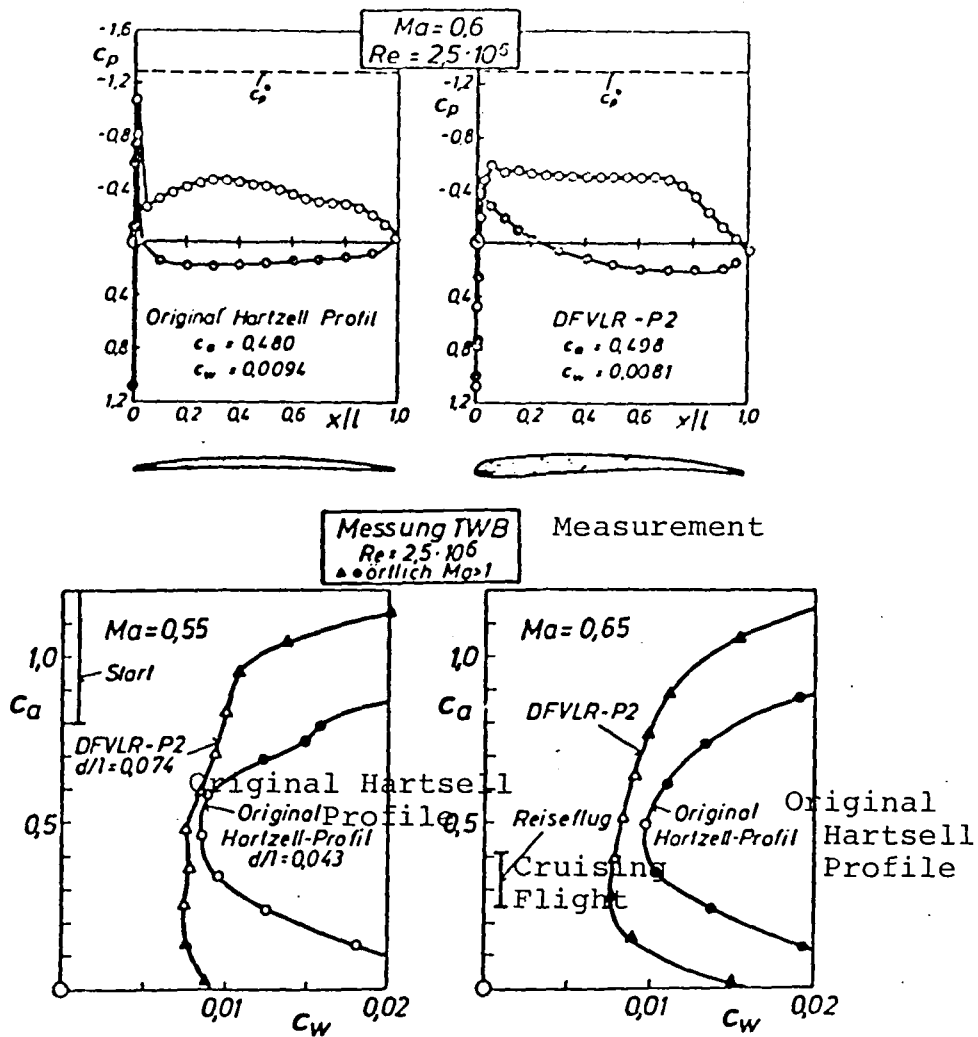 Ma = 0,6
Re = 2,5·10⁶
-1,6
-1,2
-0,8
-0,4
0,4
0,8
1,2
cp
cp*
Original Hartzell Profil
ca = 0,480
cw = 0,0094
0 0,2 0,4 0,6 x/l 1,0
-1,2
-0,8
-0,4
0,4
0,8
1,2
cp
cp*
DFVLR-P2
ca = 0,498
cw = 0,0081
0 0,2 0,4 0,6 x/l 1,0
Messung TWB
Re = 2,5·10⁶
▲ ● örtlich Ma>1
Measurement
Ma = 0,55
1,0
Start
ca
DFVLR-P2
d/l = 0,074
Original Hartsell
Profile
0,5
Original
Hartzell-Profil
d/l = 0,043
0,01 0,02
cw
Ma = 0,65
1,0
ca
DFVLR-P2
0,5
Reiseflug
Cruising
Flight
Original
Hartzell-Profil
Original
Hartsell
Profile
0,01 0,02
cw